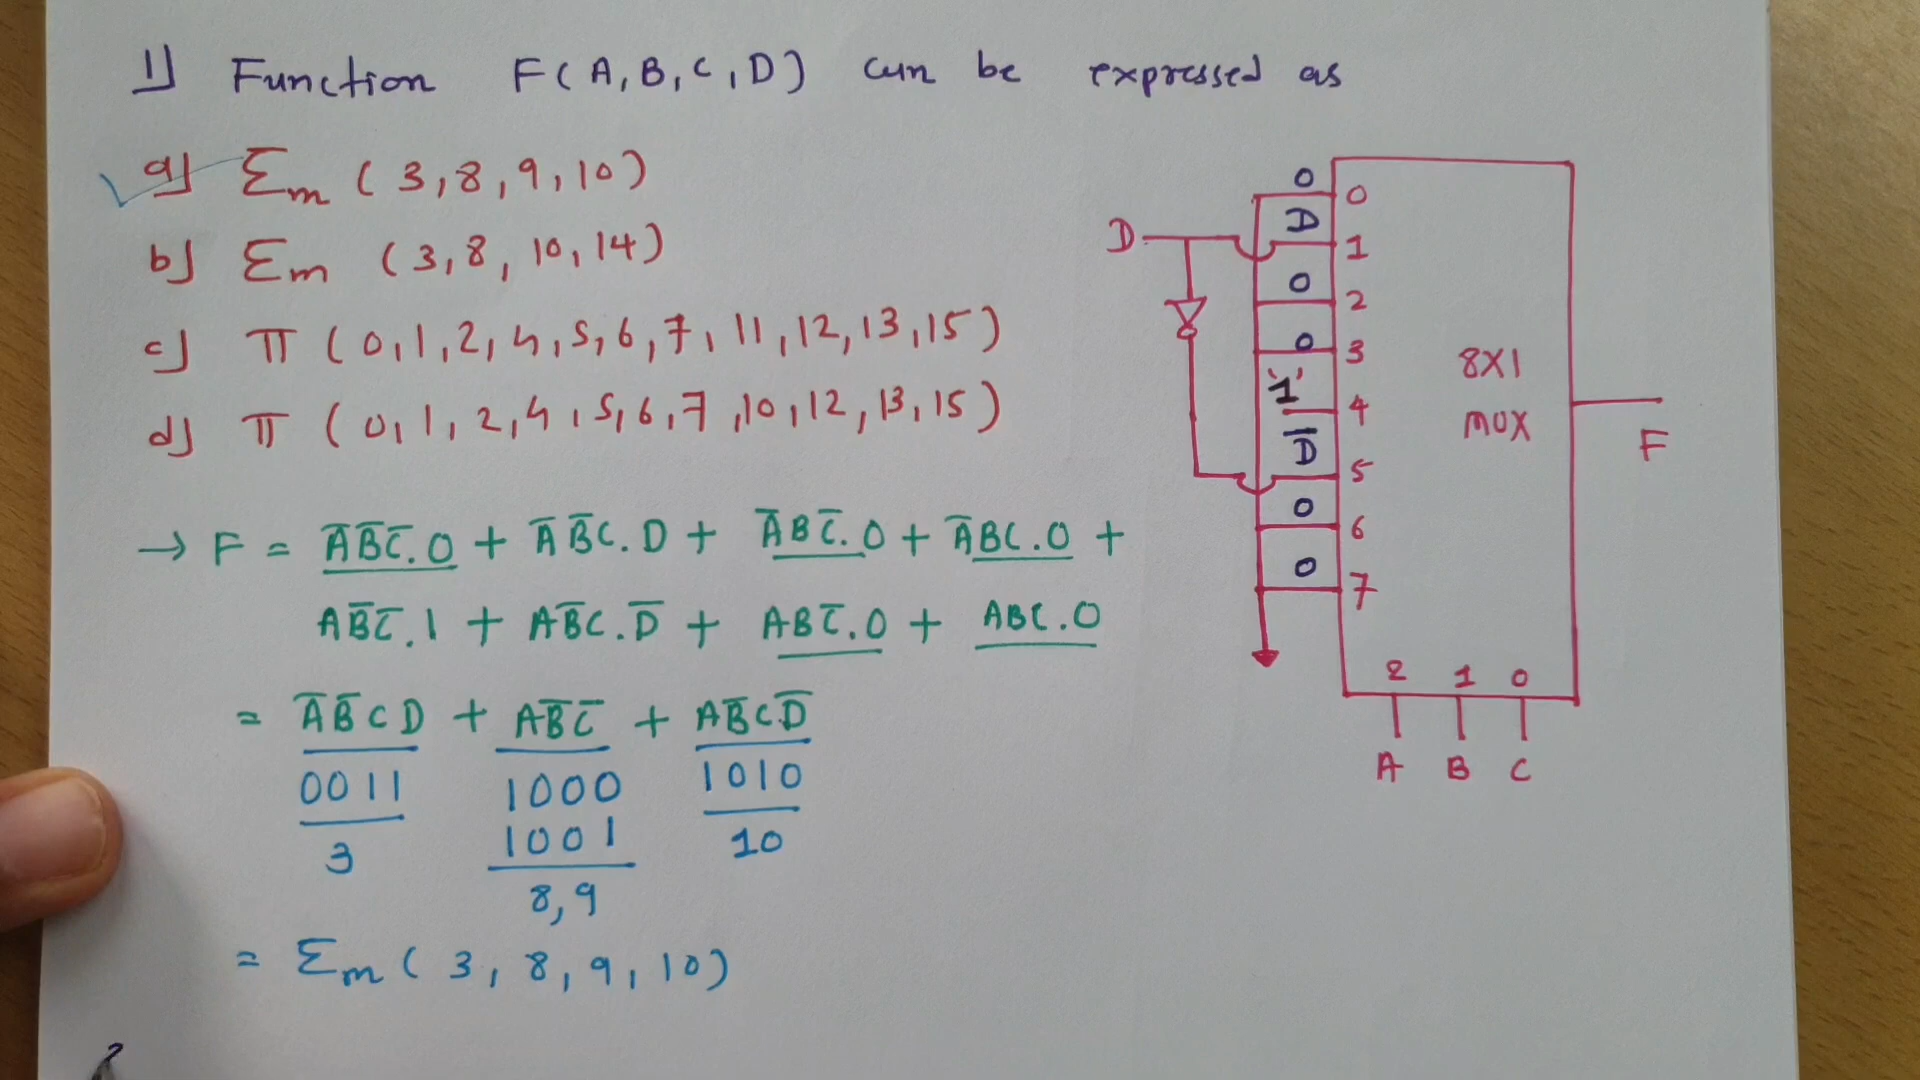 1) Function F(A,B,C,D) can be expressed as
a) Σm (3,8,9,10)
b) Σm (3,8,10,14)
c) π (0,1,2,4,5,6,7,11,12,13,15)
d) π (0,1,2,4,5,6,7,10,12,13,15)
→ F = A̅B̅C̅.0 + A̅B̅C.D + A̅BC̅.0 + A̅BC.0 +
AB̅C̅.1 + AB̅C.D̅ + ABC̅.0 + ABC.0
= A̅B̅CD + AB̅C̅ + AB̅CD̅
0011 1000 1010
1001
3 8,9 10
= Σm (3,8,9,10)
D
0 0
D 1
0 2
0 3
'1' 4
D̅ 5
0 6
0 7
8X1
MUX
F
2 1 0
A B C
2